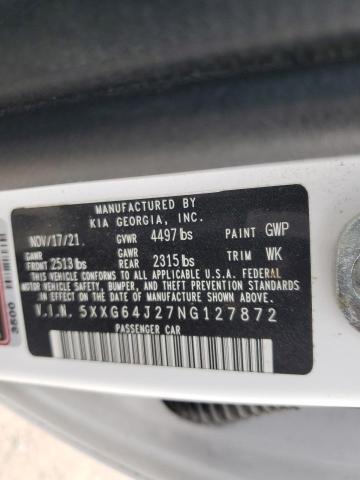 MANUFACTURED BY
KIA GEORGIA, INC.
NOV/17/21. GVWR 4497 lbs PAINT GWP
GAWR FRONT 2513 lbs GAWR REAR 2315 lbs TRIM WK
THIS VEHICLE CONFORMS TO ALL APPLICABLE U.S.A. FEDERAL
MOTOR VEHICLE SAFETY, BUMPER, AND THEFT PREVENTION
STANDARDS IN EFFECT ON THE DATE OF MANUFACTURE SHOWN ABOVE.
V.I.N. 5XXG64J27NG127872
PASSENGER CAR
3500